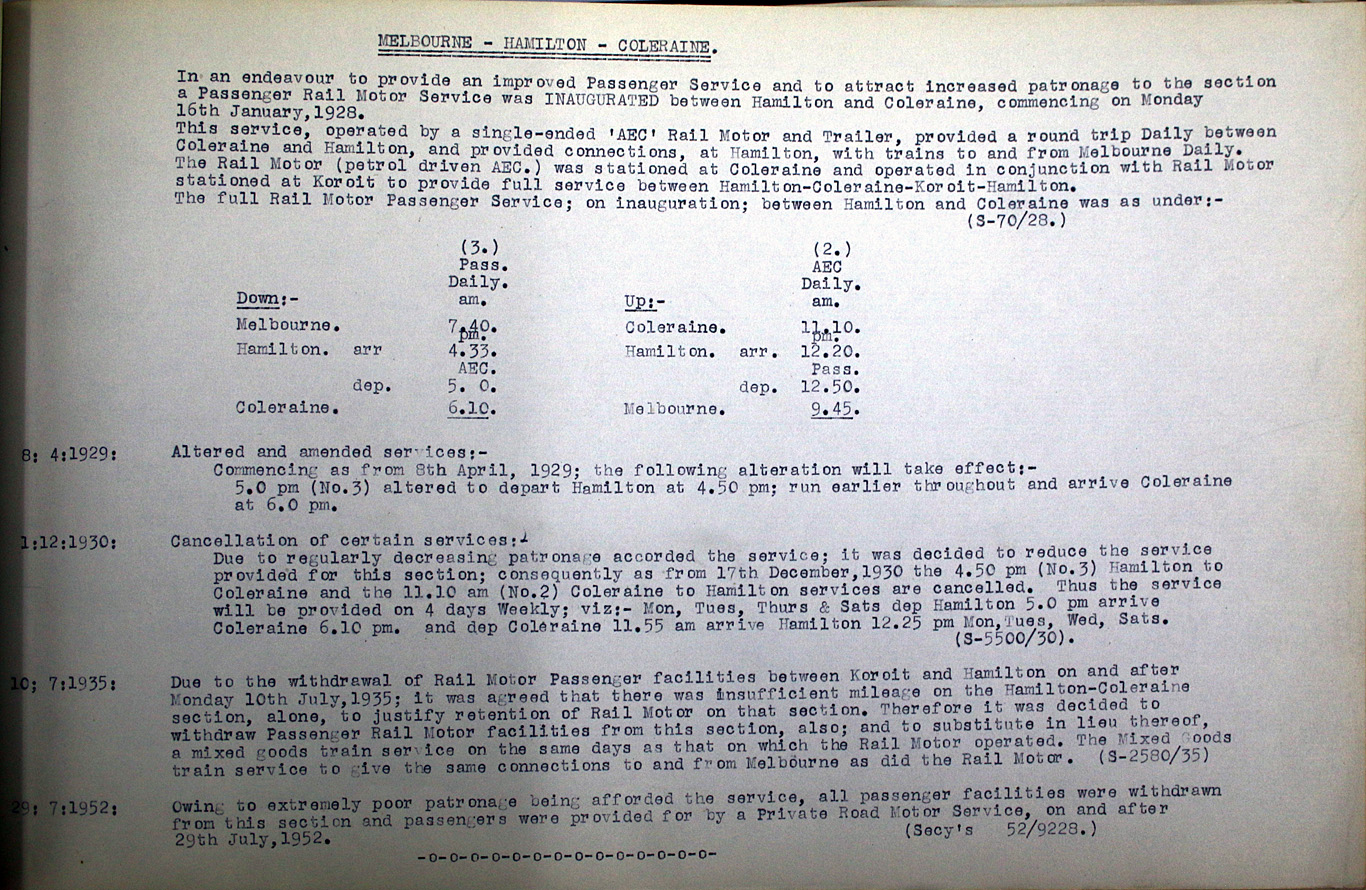 MELBOURNE - HAMILTON - COLERAINE.
In an endeavour to provide an improved Passenger Service and to attract increased patronage to the section
a Passenger Rail Motor Service was INAUGURATED between Hamilton and Coleraine, commencing on Monday
16th January,1928.
This service, operated by a single-ended 'AEC' Rail Motor and Trailer, provided a round trip Daily between
Coleraine and Hamilton, and provided connections, at Hamilton, with trains to and from Melbourne Daily.
The Rail Motor (petrol driven AEC.) was stationed at Coleraine and operated in conjunction with Rail Motor
stationed at Koroit to provide full service between Hamilton-Coleraine-Koroit-Hamilton.
The full Rail Motor Passenger Service; on inauguration; between Hamilton and Coleraine was as under:-
(S-70/28.)
(3.) (2.)
Pass. AEC
Daily. Daily.
Down:- am. Up:- am.
Melbourne. 7.40. Coleraine. 11.10.
pm. pm.
Hamilton. arr 4.33. Hamilton. arr. 12.20.
AEC. Pass.
dep. 5. 0. dep. 12.50.
Coleraine. 6.10. Melbourne. 9.45.
8: 4:1929: Altered and amended services:-
Commencing as from 8th April, 1929; the following alteration will take effect:-
5.0 pm (No.3) altered to depart Hamilton at 4.50 pm; run earlier throughout and arrive Coleraine
at 6.0 pm.
1:12:1930: Cancellation of certain services:-
Due to regularly decreasing patronage accorded the service; it was decided to reduce the service
provided for this section; consequently as from 17th December,1930 the 4.50 pm (No.3) Hamilton to
Coleraine and the 11.10 am (No.2) Coleraine to Hamilton services are cancelled. Thus the service
will be provided on 4 days Weekly; viz:- Mon, Tues, Thurs & Sats dep Hamilton 5.0 pm arrive
Coleraine 6.10 pm. and dep Coleraine 11.55 am arrive Hamilton 12.25 pm Mon,Tues, Wed, Sats.
(S-5500/30).
10; 7:1935: Due to the withdrawal of Rail Motor Passenger facilities between Koroit and Hamilton on and after
Monday 10th July,1935; it was agreed that there was insufficient mileage on the Hamilton-Coleraine
section, alone, to justify retention of Rail Motor on that section. Therefore it was decided to
withdraw Passenger Rail Motor facilities from this section, also; and to substitute in lieu thereof,
a mixed goods train service on the same days as that on which the Rail Motor operated. The Mixed Goods
train service to give the same connections to and from Melbourne as did the Rail Motor. (S-2580/35)
29: 7:1952: Owing to extremely poor patronage being afforded the service, all passenger facilities were withdrawn
from this section and passengers were provided for by a Private Road Motor Service, on and after
29th July,1952. (Secy's 52/9228.)
-o-o-o-o-o-o-o-o-o-o-o-o-o-o-